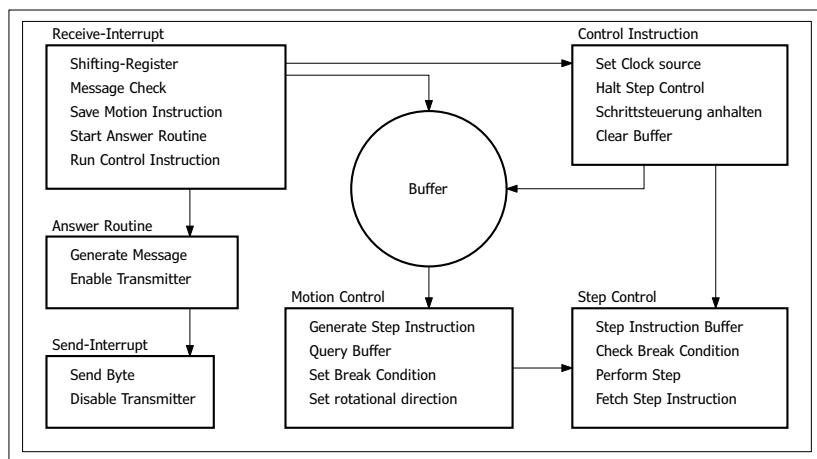 Receive-Interrupt
Shifting-Register
Message Check
Save Motion Instruction
Start Answer Routine
Run Control Instruction
Control Instruction
Set Clock source
Halt Step Control
Schrittsteuerung anhalten
Clear Buffer
Buffer
Answer Routine
Generate Message
Enable Transmitter
Send-Interrupt
Send Byte
Disable Transmitter
Motion Control
Generate Step Instruction
Query Buffer
Set Break Condition
Set rotational direction
Step Control
Step Instruction Buffer
Check Break Condition
Perform Step
Fetch Step Instruction